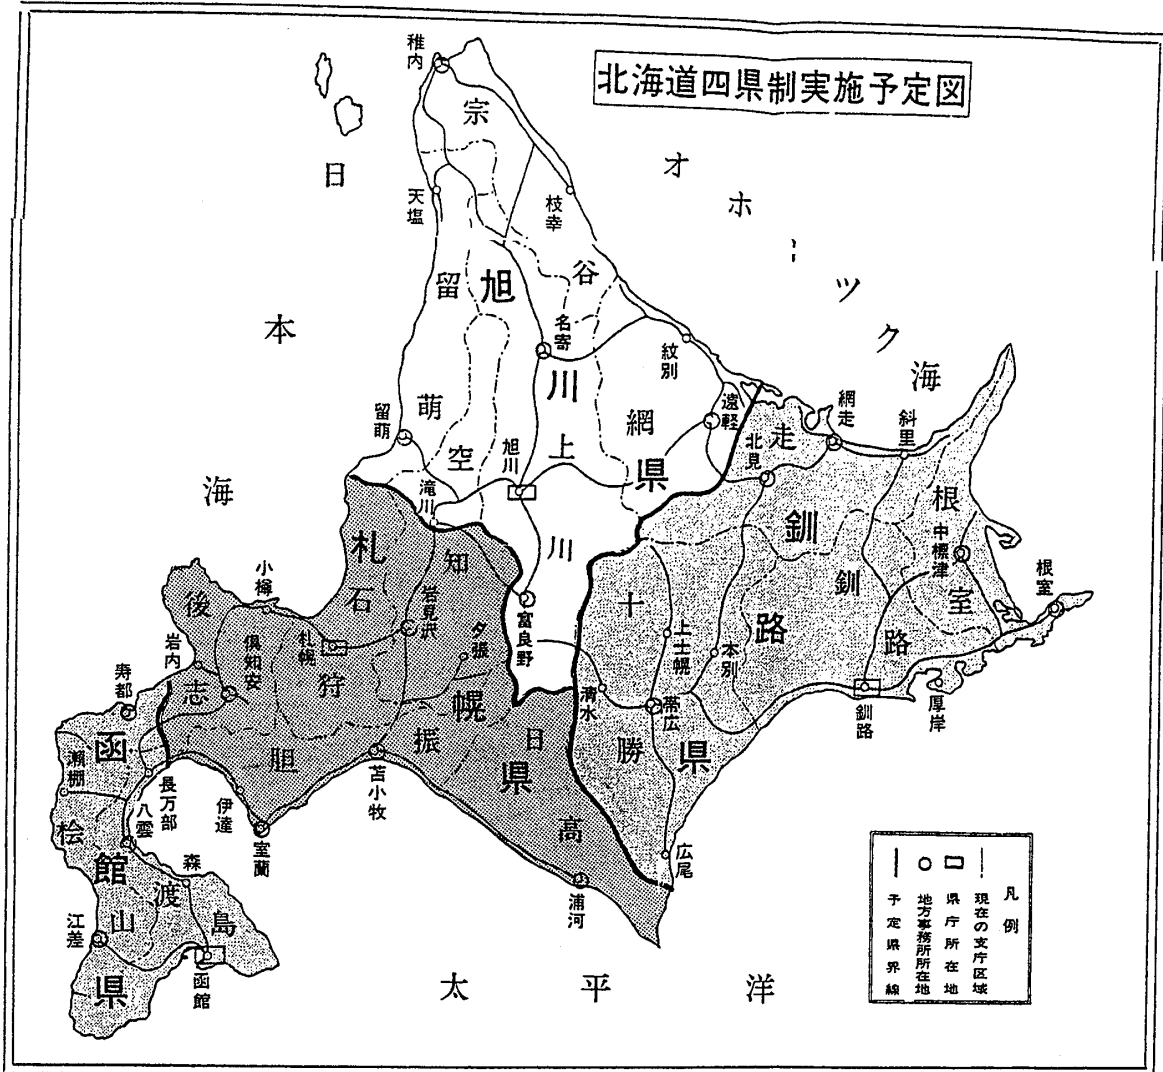 北海道四県制実施予定図
日本海
オホーツク海
太平洋
旭川県
札幌県
函館県
釧路県
宗谷
留萌
上川
空知
網走
根室
釧路
十勝
日高
胆振
石狩
後志
桧山
渡島
稚内
天塩
枝幸
名寄
紋別
留萌
旭川
滝川
遠軽
北見
網走
斜里
中標津
根室
厚岸
釧路
富良野
上士幌
本別
清水
帯広
広尾
浦河
小樽
札幌
岩見沢
夕張
岩内
倶知安
寿都
瀬棚
長万部
八雲
伊達
室蘭
苫小牧
森
江差
函館
凡例
現在の支庁区域
県庁所在地
地方事務所所在地
予定県界線